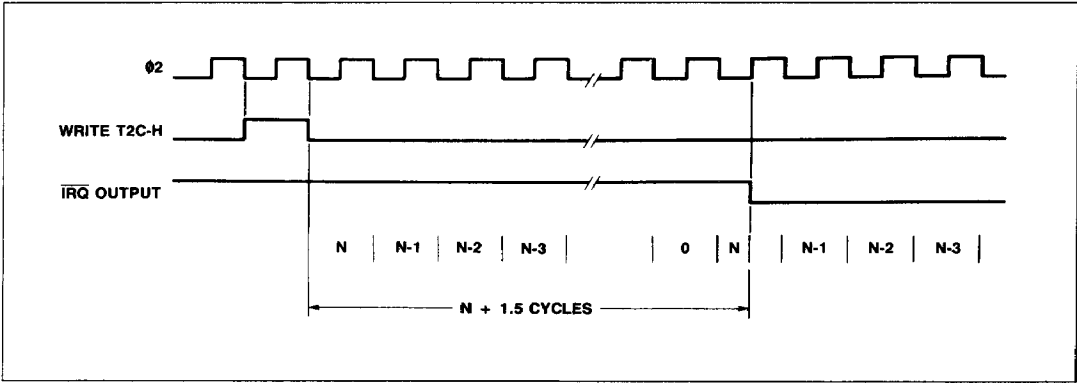 ϕ2
WRITE T2C-H
IRQ OUTPUT
N | N-1 | N-2 | N-3 | | 0 | N | | N-1 | N-2 | N-3 |
N + 1.5 CYCLES